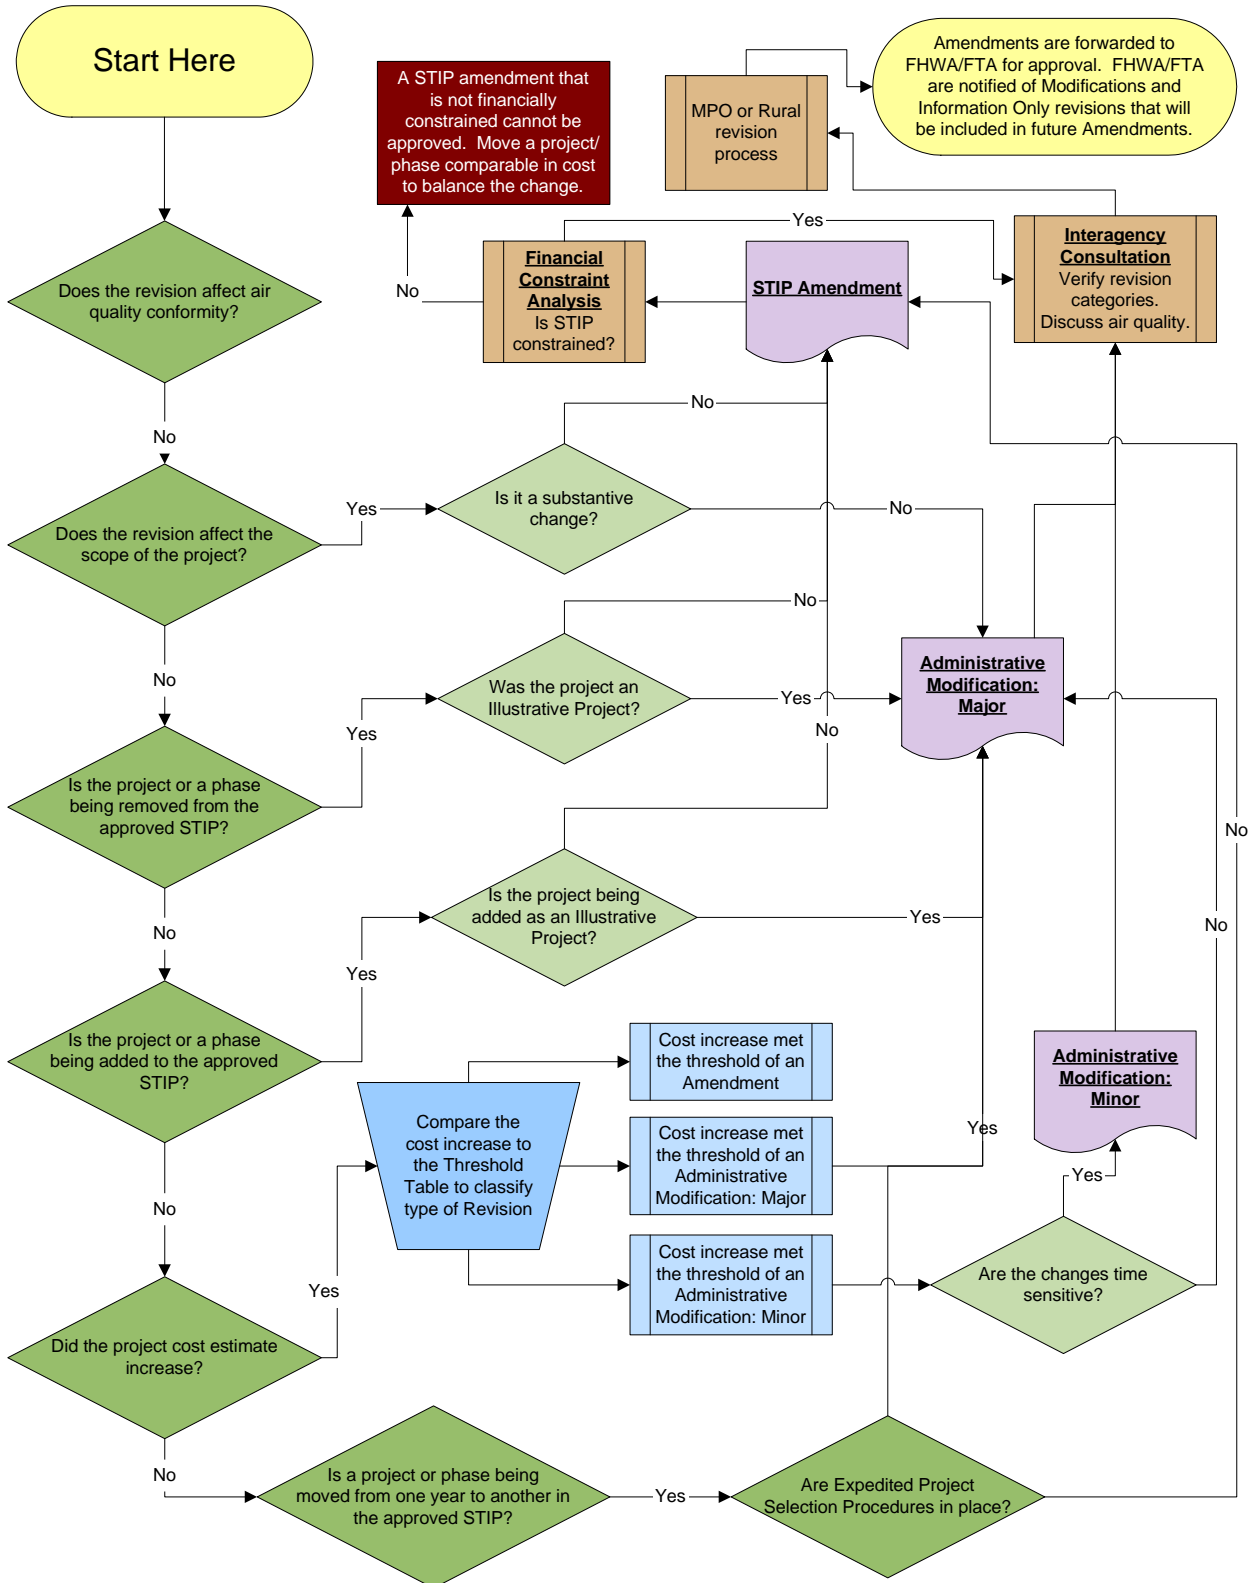 Start Here
A STIP amendment that
is not financially
constrained cannot be
approved.  Move a project/
phase comparable in cost
to balance the change.
MPO or Rural
revision
process
Amendments are forwarded to
FHWA/FTA for approval.  FHWA/FTA
are notified of Modifications and
Information Only revisions that will
be included in future Amendments.
Yes
Does the revision affect air
quality conformity?
No
Financial
Constraint
Analysis
Is STIP
constrained?
STIP Amendment
Interagency
Consultation
Verify revision
categories.
Discuss air quality.
No
No
Does the revision affect the
scope of the project?
Yes
Is it a substantive
change?
No
No
No
Is the project or a phase
being removed from the
approved STIP?
Yes
Was the project an
Illustrative Project?
Yes
No
Administrative
Modification:
Major
No
No
Is the project or a phase
being added to the approved
STIP?
Yes
Is the project being
added as an Illustrative
Project?
Yes
No
Compare the
cost increase to
the Threshold
Table to classify
type of Revision
Cost increase met
the threshold of an
Amendment
Cost increase met
the threshold of an
Administrative
Modification: Major
Cost increase met
the threshold of an
Administrative
Modification: Minor
Administrative
Modification:
Minor
Yes
Yes
Are the changes time
sensitive?
No
Yes
Did the project cost estimate
increase?
No
Is a project or phase being
moved from one year to another in
the approved STIP?
Yes
Are Expedited Project
Selection Procedures in place?